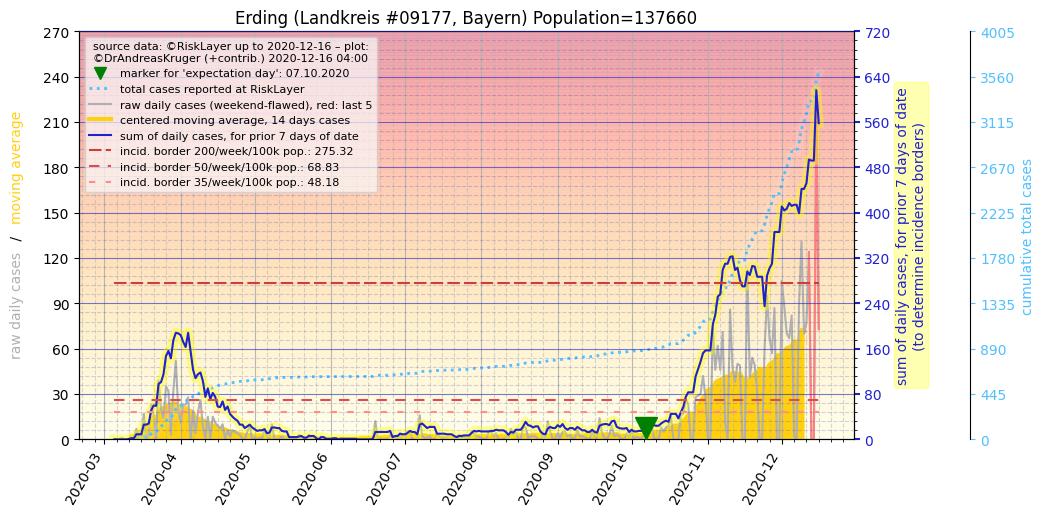 Erding (Landkreis #09177, Bayern) Population=137660
source data: ©RiskLayer up to 2020-12-16 – plot:
©DrAndreasKruger (+contrib.) 2020-12-16 04:00
marker for 'expectation day': 07.10.2020
total cases reported at RiskLayer
raw daily cases (weekend-flawed), red: last 5
centered moving average, 14 days cases
sum of daily cases, for prior 7 days of date
incid. border 200/week/100k pop.: 275.32
incid. border 50/week/100k pop.: 68.83
incid. border 35/week/100k pop.: 48.18
raw daily cases / moving average
270
240
210
180
150
120
90
60
30
0
2020-03
2020-04
2020-05
2020-06
2020-07
2020-08
2020-09
2020-10
2020-11
2020-12
720
640
560
480
400
320
240
160
80
0
sum of daily cases, for prior 7 days of date
(to determine incidence borders)
4005
3560
3115
2670
2225
1780
1335
890
445
0
cumulative total cases